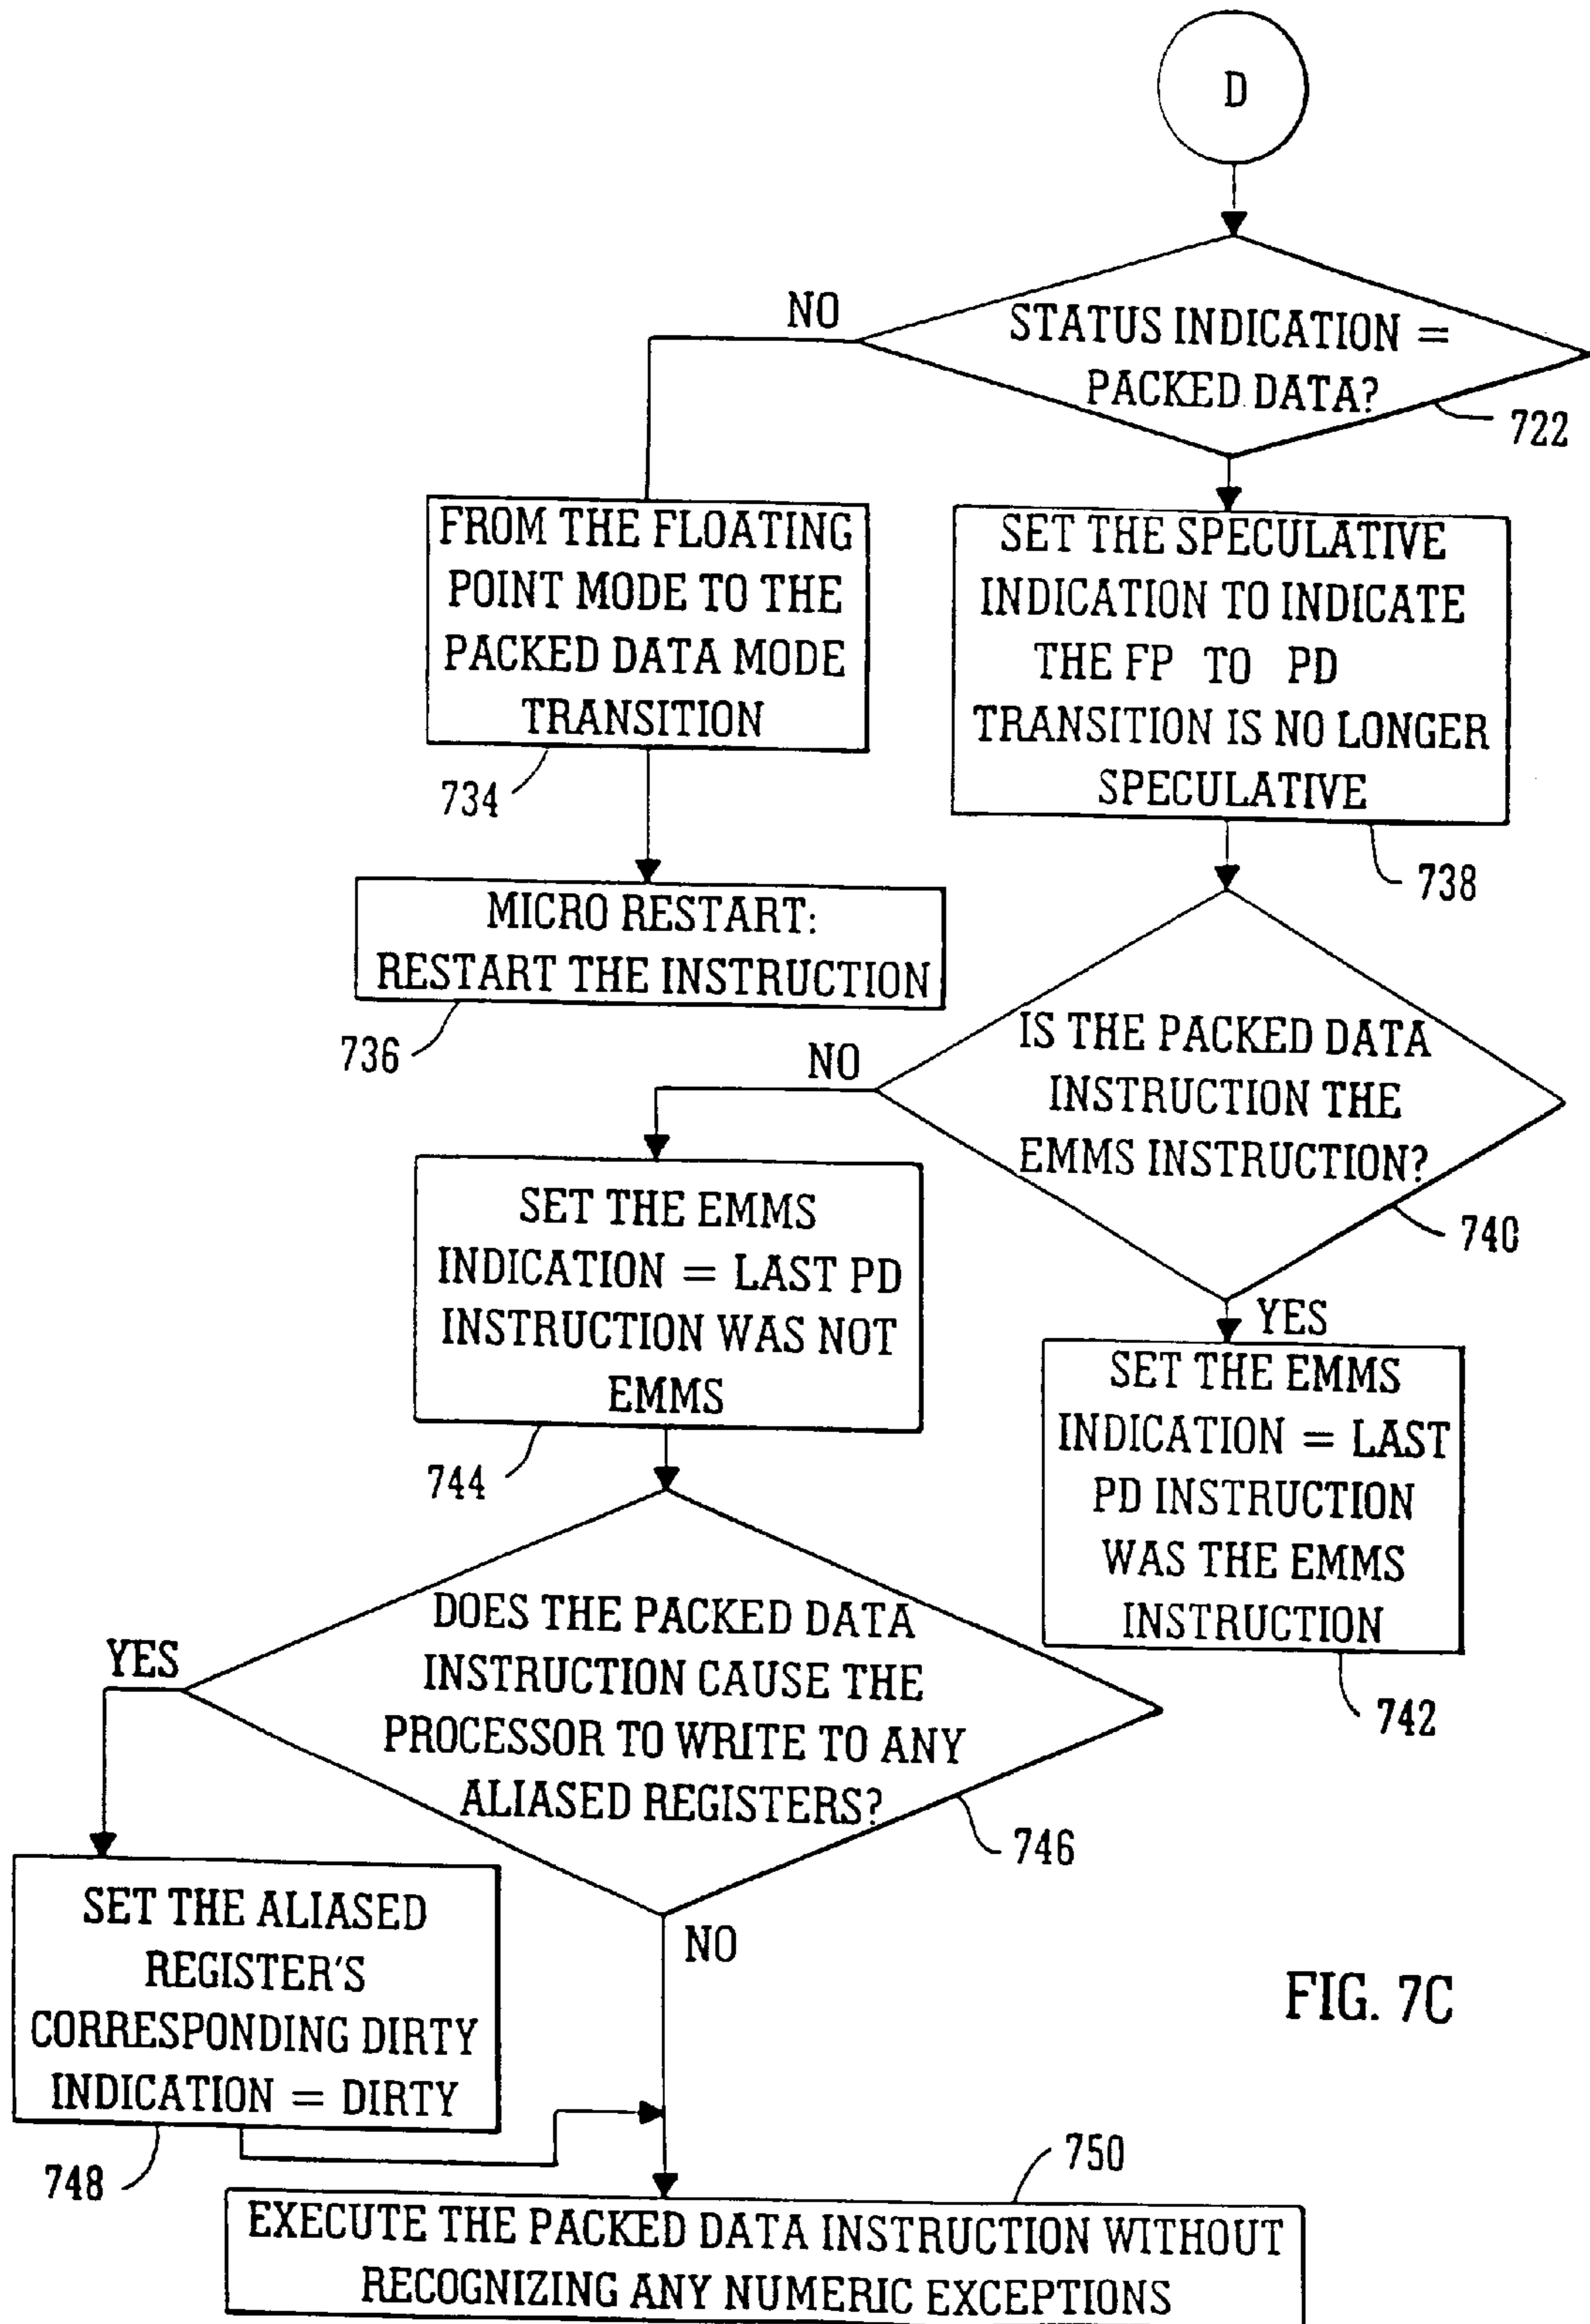 D
NO
STATUS INDICATION =
PACKED DATA?
722
FROM THE FLOATING
POINT MODE TO THE
PACKED DATA MODE
TRANSITION
734
SET THE SPECULATIVE
INDICATION TO INDICATE
THE FP TO PD
TRANSITION IS NO LONGER
SPECULATIVE
738
MICRO RESTART:
RESTART THE INSTRUCTION
736
NO
IS THE PACKED DATA
INSTRUCTION THE
EMMS INSTRUCTION?
740
SET THE EMMS
INDICATION = LAST PD
INSTRUCTION WAS NOT
EMMS
744
YES
SET THE EMMS
INDICATION = LAST
PD INSTRUCTION
WAS THE EMMS
INSTRUCTION
742
YES
DOES THE PACKED DATA
INSTRUCTION CAUSE THE
PROCESSOR TO WRITE TO ANY
ALIASED REGISTERS?
746
SET THE ALIASED
REGISTER'S
CORRESPONDING DIRTY
INDICATION = DIRTY
748
NO
FIG. 7C
750
EXECUTE THE PACKED DATA INSTRUCTION WITHOUT
RECOGNIZING ANY NUMERIC EXCEPTIONS